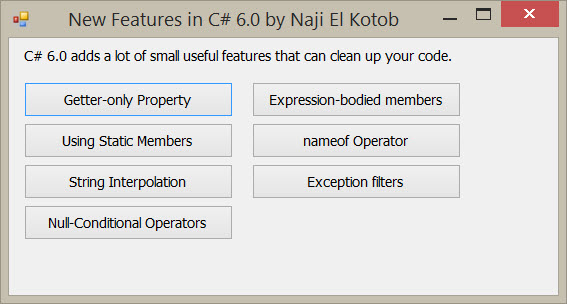 New Features in C# 6.0 by Naji El Kotob
C# 6.0 adds a lot of small useful features that can clean up your code.
Getter-only Property
Expression-bodied members
Using Static Members
nameof Operator
String Interpolation
Exception filters
Null-Conditional Operators